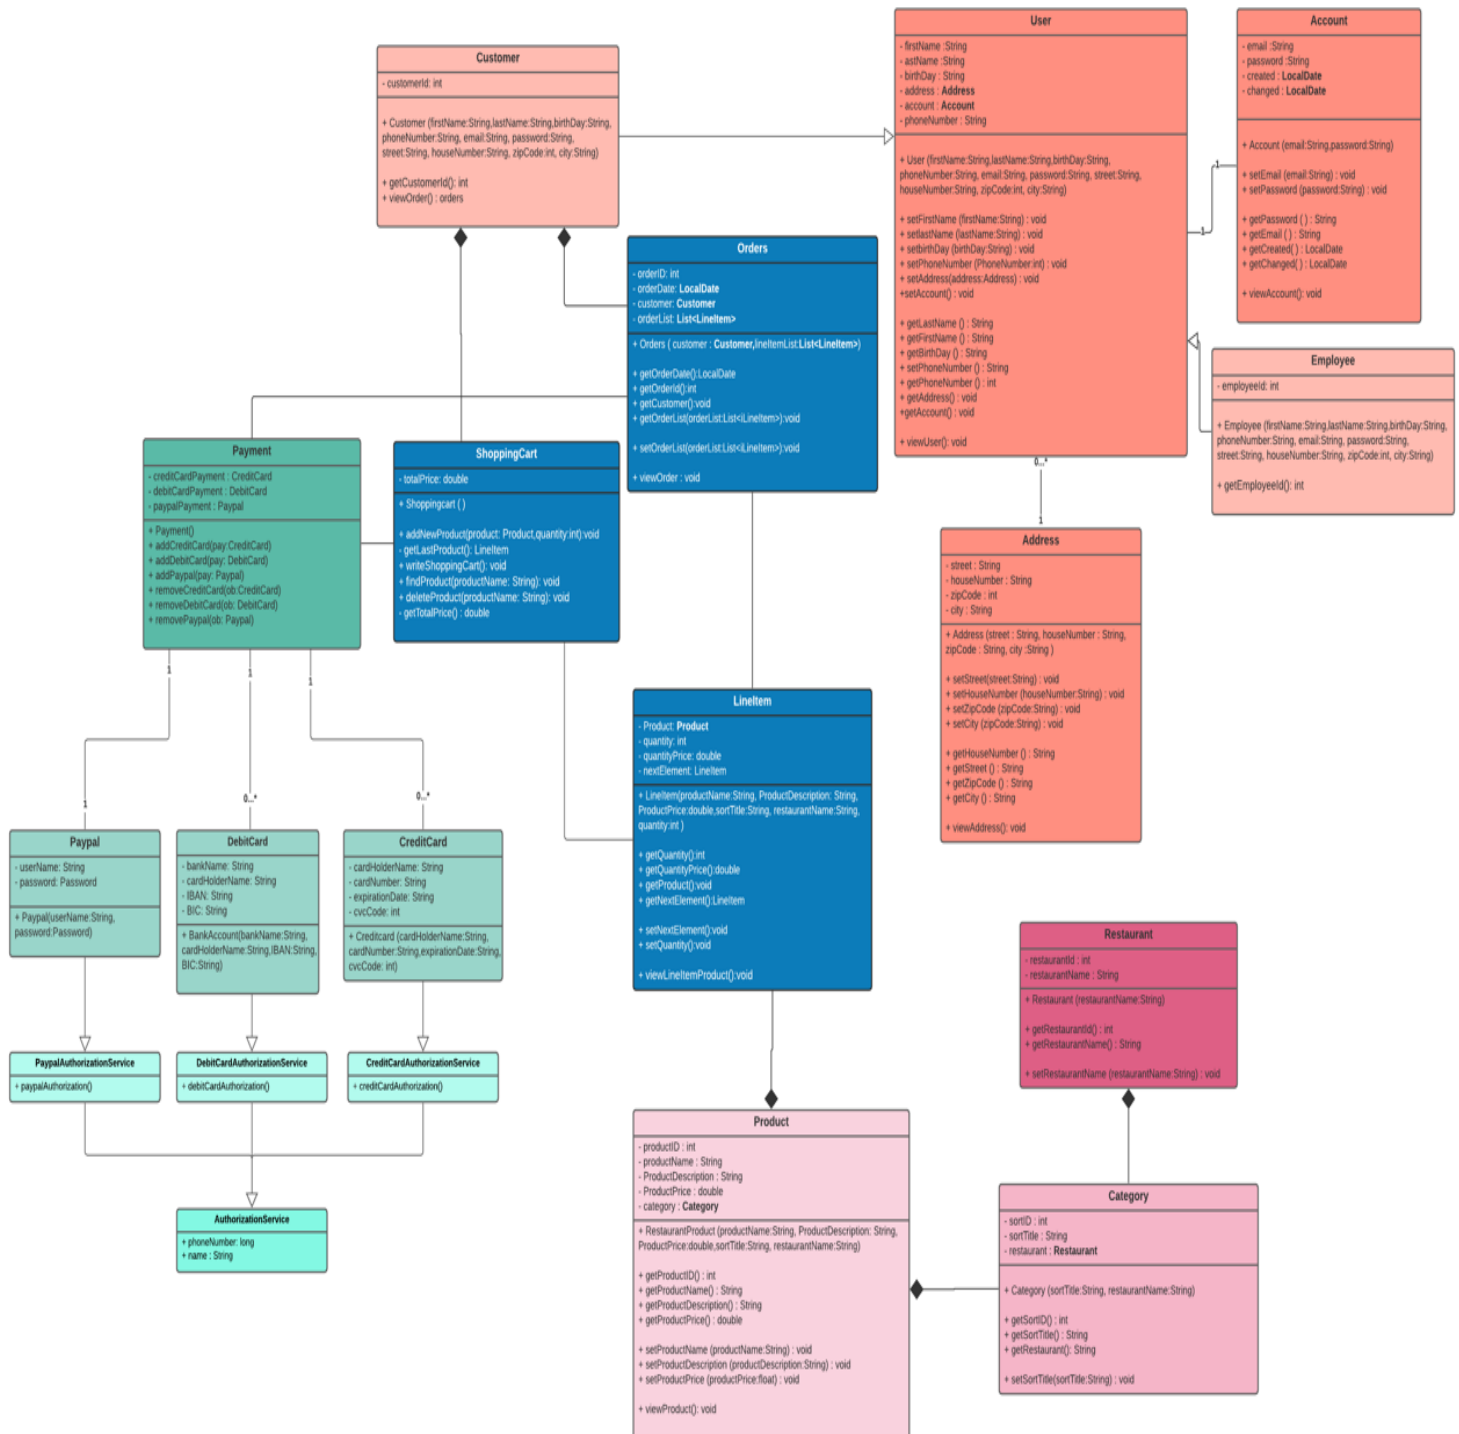 Customer
- customerId: int
+ Customer (firstName:String,lastName:String,birthDay:String,
phoneNumber:String, email:String, password:String,
street:String, houseNumber:String, zipCode:int, city:String)
+ getCustomerId(): int
+ viewOrder() : orders
User
- firstName :String
- astName :String
- birthDay : String
- address : Address
- account : Account
- phoneNumber : String
+ User (firstName:String,lastName:String,birthDay:String,
phoneNumber:String, email:String, password:String, street:String,
houseNumber:String, zipCode:int, city:String)
+ setFirstName (firstName:String) : void
+ setlastName (lastName:String) : void
+ setbirthDay (birthDay:String) : void
+ setPhoneNumber (PhoneNumber:int) : void
+ setAddress(address:Address) : void
+setAccount() : void
+ getLastName () : String
+ getFirstName () : String
+ getBirthDay () : String
+ setPhoneNumber () : String
+ getPhoneNumber () : int
+ getAddress() : void
+getAccount() : void
+ viewUser(): void
Account
- email :String
- password :String
- created : LocalDate
- changed : LocalDate
+ Account (email:String,password:String)
+ setEmail (email:String) : void
+ setPassword (password:String) : void
+ getPassword ( ) : String
+ getEmail ( ) : String
+ getCreated( ) : LocalDate
+ getChanged( ) : LocalDate
+ viewAccount(): void
1
1
Orders
- orderID: int
- orderDate: LocalDate
- customer: Customer
- orderList: List<LineItem>
+ Orders ( customer : Customer,lineItemList:List<LineItem>)
+ getOrderDate():LocalDate
+ getOrderId():int
+ getCustomer():void
+ getOrderList(orderList:List<iLineItem>):void
+ setOrderList(orderList:List<iLineItem>):void
+ viewOrder : void
Employee
- employeeId: int
+ Employee (firstName:String,lastName:String,birthDay:String,
phoneNumber:String, email:String, password:String,
street:String, houseNumber:String, zipCode:int, city:String)
+ getEmployeeId(): int
Payment
- creditCardPayment : CreditCard
- debitCardPayment : DebitCard
- paypalPayment : Paypal
+ Payment()
+ addCreditCard(pay:CreditCard)
+ addDebitCard(pay: DebitCard)
+ addPaypal(pay: Paypal)
+ removeCreditCard(ob:CreditCard)
+ removeDebitCard(ob: DebitCard)
+ removePaypal(ob: Paypal)
ShoppingCart
- totalPrice: double
+ Shoppingcart ( )
+ addNewProduct(product: Product,quantity:int):void
- getLastProduct(): LineItem
+ writeShoppingCart(): void
+ findProduct(productName: String): void
+ deleteProduct(productName: String): void
- getTotalPrice() : double
0...*
1
Address
- street : String
- houseNumber : String
- zipCode : int
- city : String
+ Address (street : String, houseNumber : String,
zipCode : String, city :String )
+ setStreet(street:String) : void
+ setHouseNumber (houseNumber:String) : void
+ setZipCode (zipCode:String) : void
+ setCity (zipCode:String) : void
+ getHouseNumber () : String
+ getStreet () : String
+ getZipCode () : String
+ getCity () : String
+ viewAddress(): void
1
1
1
1
0...*
0...*
LineItem
- Product: Product
- quantity: int
- quantityPrice: double
- nextElement: LineItem
+ LineItem(productName:String, ProductDescription: String,
ProductPrice:double,sortTitle:String, restaurantName:String,
quantity:int )
+ getQuantity():int
+ getQuantityPrice():double
+ getProduct():void
+ getNextElement():LineItem
+ setNextElement():void
+ setQuantity():void
+ viewLineItemProduct():void
Paypal
- userName: String
- password: Password
+ Paypal(userName:String,
password:Password)
DebitCard
- bankName: String
- cardHolderName: String
- IBAN: String
- BIC: String
+ BankAccount(bankName:String,
cardHolderName:String,IBAN:String,
BIC:String)
CreditCard
- cardHolderName: String
- cardNumber: String
- expirationDate: String
- cvcCode: int
+ Creditcard (cardHolderName:String,
cardNumber:String,expirationDate:String,
cvcCode: int)
PaypalAuthorizationService
+ paypalAuthorization()
DebitCardAuthorizationService
+ debitCardAuthorization()
CreditCardAuthorizationService
+ creditCardAuthorization()
AuthorizationService
+ phoneNumber: long
+ name : String
Restaurant
- restaurantId : int
- restaurantName : String
+ Restaurant (restaurantName:String)
+ getRestaurantId() : int
+ getRestaurantName() : String
+ setRestaurantName (restaurantName:String) : void
Product
- productID : int
- productName : String
- ProductDescription : String
- ProductPrice : double
- category : Category
+ RestaurantProduct (productName:String, ProductDescription: String,
ProductPrice:double,sortTitle:String, restaurantName:String)
+ getProductID() : int
+ getProductName() : String
+ getProductDescription() : String
+ getProductPrice() : double
+ setProductName (productName:String) : void
+ setProductDescription (productDescription:String) : void
+ setProductPrice (productPrice:float) : void
+ viewProduct(): void
Category
- sortID : int
- sortTitle : String
- restaurant : Restaurant
+ Category (sortTitle:String, restaurantName:String)
+ getSortID() : int
+ getSortTitle() : String
+ getRestaurant(): String
+ setSortTitle(sortTitle:String) : void